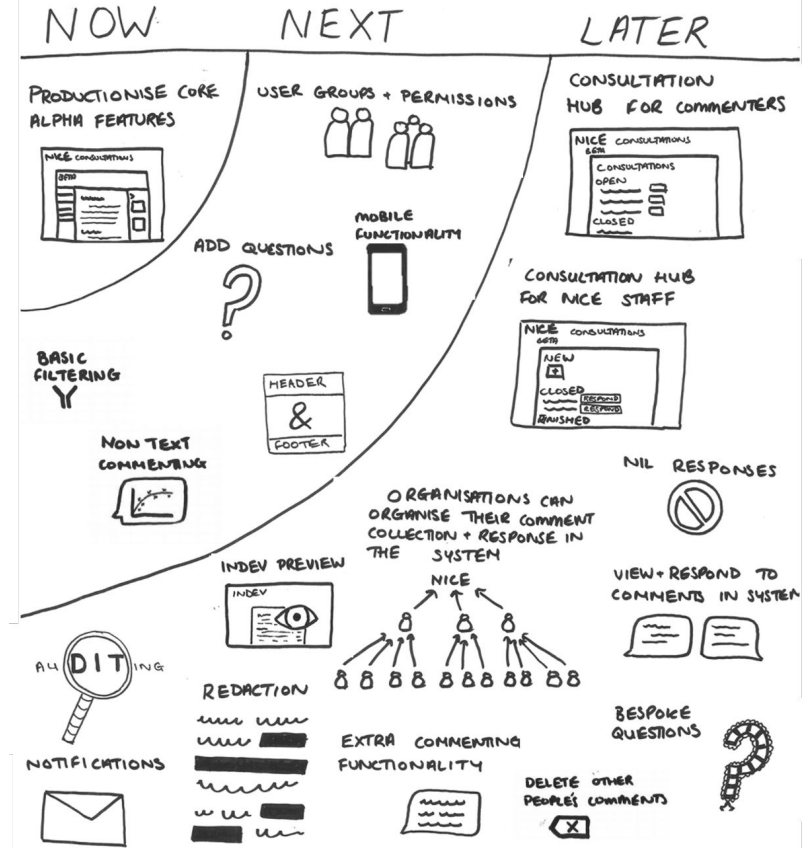 NOW
NEXT
LATER
PRODUCTIONISE CORE
ALPHA FEATURES
NICE CONSULTATIONS
BETA
USER GROUPS + PERMISSIONS
MOBILE
FUNCTIONALITY
ADD QUESTIONS
?
BASIC
FILTERING
HEADER
&
FOOTER
NON TEXT
COMMENTING
CONSULTATION
HUB FOR COMMENTERS
NICE CONSULTATIONS
BETA
CONSULTATIONS
OPEN
CLOSED
CONSULTATION HUB
FOR NICE STAFF
NICE CONSULTATIONS
BETA
NEW
+
CLOSED
RESPOND
RESPOND
FINISHED
NIL RESPONSES
ORGANISATIONS CAN
ORGANISE THEIR COMMENT
COLLECTION + RESPONSE IN
THE SYSTEM
NICE
INDEV PREVIEW
INDEV
VIEW + RESPOND TO
COMMENTS IN SYSTEM
AUDITING
REDACTION
BESPOKE
QUESTIONS
?
NOTIFICATIONS
EXTRA COMMENTING
FUNCTIONALITY
DELETE OTHER
PEOPLE'S COMMENTS
X